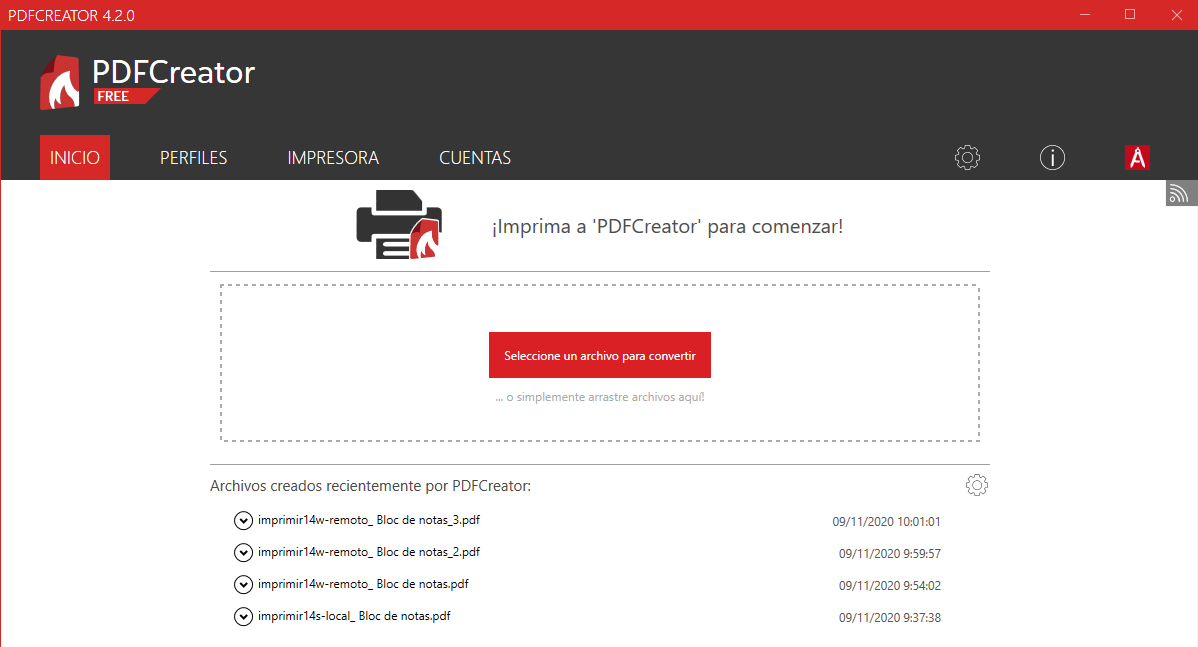 PDFCREATOR 4.2.0
PDFCreator
FREE
INICIO PERFILES IMPRESORA CUENTAS
¡Imprima a 'PDFCreator' para comenzar!
Seleccione un archivo para convertir
... o simplemente arrastre archivos aquí!
Archivos creados recientemente por PDFCreator:
imprimir14w-remoto_ Bloc de notas_3.pdf 09/11/2020 10:01:01
imprimir14w-remoto_ Bloc de notas_2.pdf 09/11/2020 9:59:57
imprimir14w-remoto_ Bloc de notas.pdf 09/11/2020 9:54:02
imprimir14s-local_ Bloc de notas.pdf 09/11/2020 9:37:38